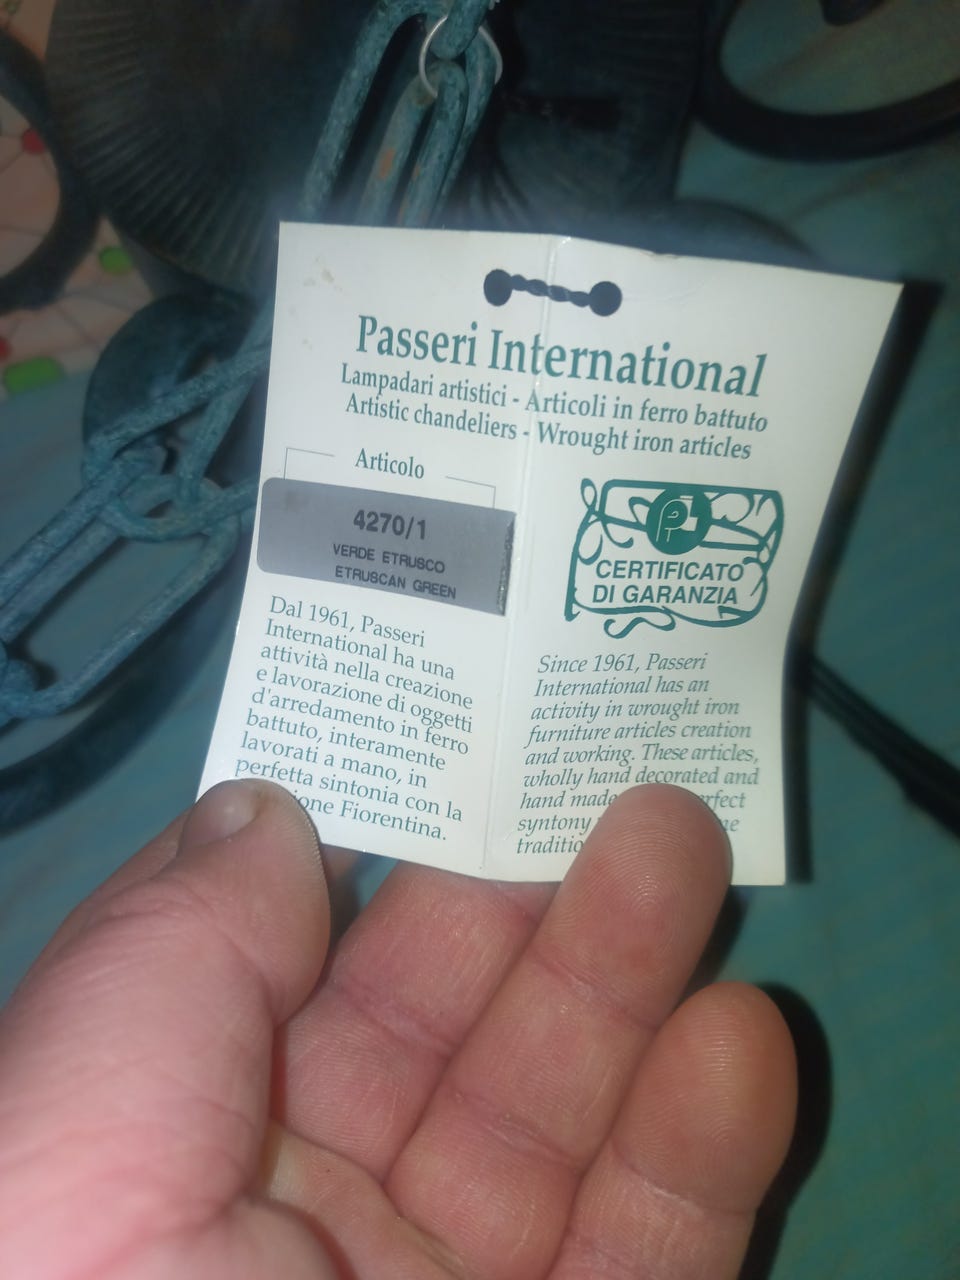 Passeri International
Lampadari artistici - Articoli in ferro battuto
Artistic chandeliers - Wrought iron articles
Articolo
4270/1
VERDE ETRUSCO
ETRUSCAN GREEN
Dal 1961, Passeri
International ha una
attività nella creazione
e lavorazione di oggetti
d'arredamento in ferro
battuto, interamente
lavorati a mano, in
perfetta sintonia con la
Fiorentina.
CERTIFICATO
DI GARANZIA
Since 1961, Passeri
International has an
activity in wrought iron
furniture articles creation
and working. These articles,
wholly hand decorated and
hand made
syntony